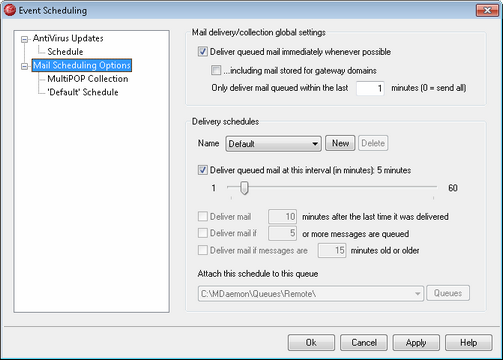 Event Scheduling
AntiVirus Updates
Schedule
Mail Scheduling Options
MultiPOP Collection
'Default' Schedule
Mail delivery/collection global settings
Deliver queued mail immediately whenever possible
...including mail stored for gateway domains
Only deliver mail queued within the last 1 minutes (0 = send all)
Delivery schedules
Name Default New Delete
Deliver queued mail at this interval (in minutes): 5 minutes
1 60
Deliver mail 10 minutes after the last time it was delivered
Deliver mail if 5 or more messages are queued
Deliver mail if messages are 15 minutes old or older
Attach this schedule to this queue
C:\MDaemon\Queues\Remote\ Queues
Ok Cancel Apply Help